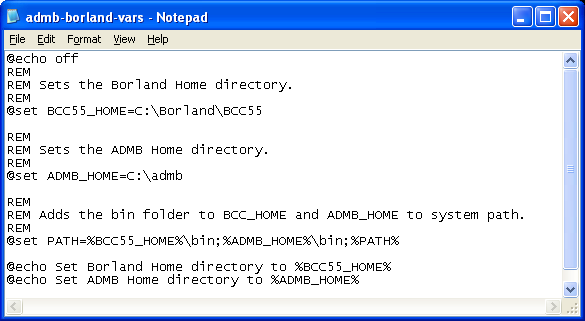 admb-borland-vars - Notepad
File Edit Format View Help
@echo off
REM
REM Sets the Borland Home directory.
REM
@set BCC55_HOME=C:\Borland\BCC55
REM
REM Sets the ADMB Home directory.
REM
@set ADMB_HOME=C:\admb
REM
REM Adds the bin folder to BCC_HOME and ADMB_HOME to system path.
REM
@set PATH=%BCC55_HOME%\bin;%ADMB_HOME%\bin;%PATH%
@echo Set Borland Home directory to %BCC55_HOME%
@echo Set ADMB Home directory to %ADMB_HOME%